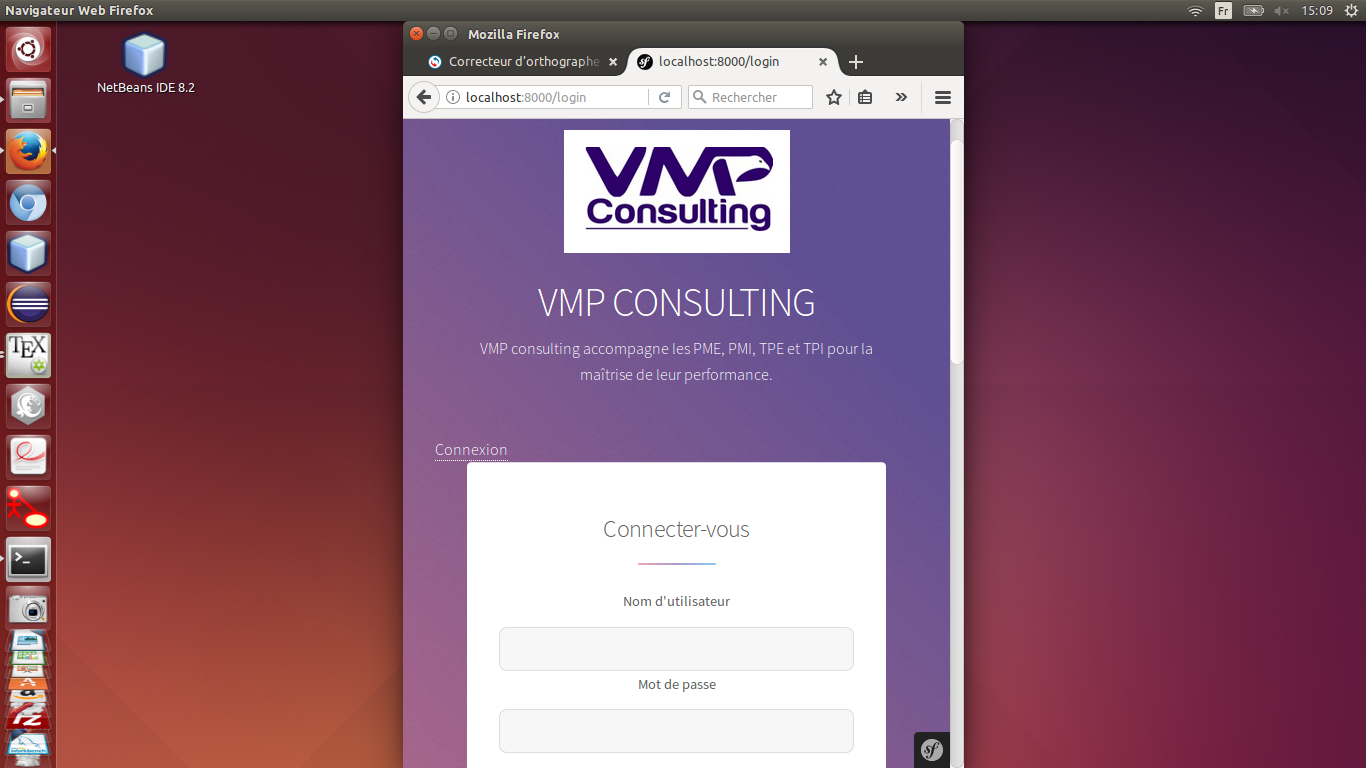 Navigateur Web Firefox
Fr
15:09
NetBeans IDE 8.2
Mozilla Firefox
Correcteur d'orthographe
localhost:8000/login
localhost:8000/login
Rechercher
VMP
Consulting
VMP CONSULTING
VMP consulting accompagne les PME, PMI, TPE et TPI pour la
maîtrise de leur performance.
Connexion
Connecter-vous
Nom d'utilisateur
Mot de passe
TEX
sf